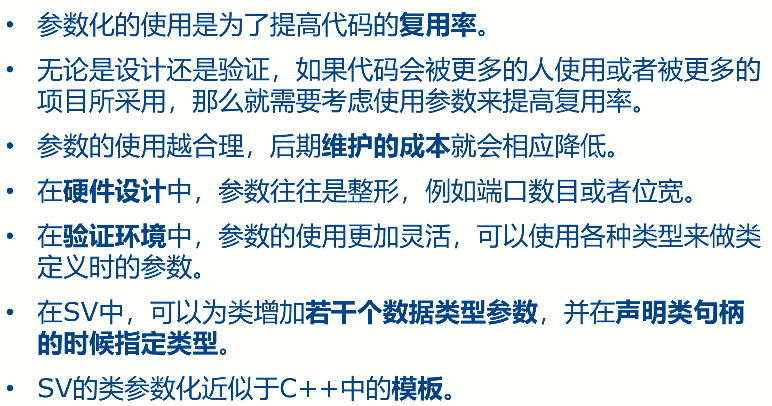 • 参数化的使用是为了提高代码的复用率。
• 无论是设计还是验证，如果代码会被更多的人使用或者被更多的
项目所采用，那么就需要考虑使用参数来提高复用率。
• 参数的使用越合理，后期维护的成本就会相应降低。
• 在硬件设计中，参数往往是整形，例如端口数目或者位宽。
• 在验证环境中，参数的使用更加灵活，可以使用各种类型来做类
定义时的参数。
• 在SV中，可以为类增加若干个数据类型参数，并在声明类句柄
的时候指定类型。
• SV的类参数化近似于C++中的模板。